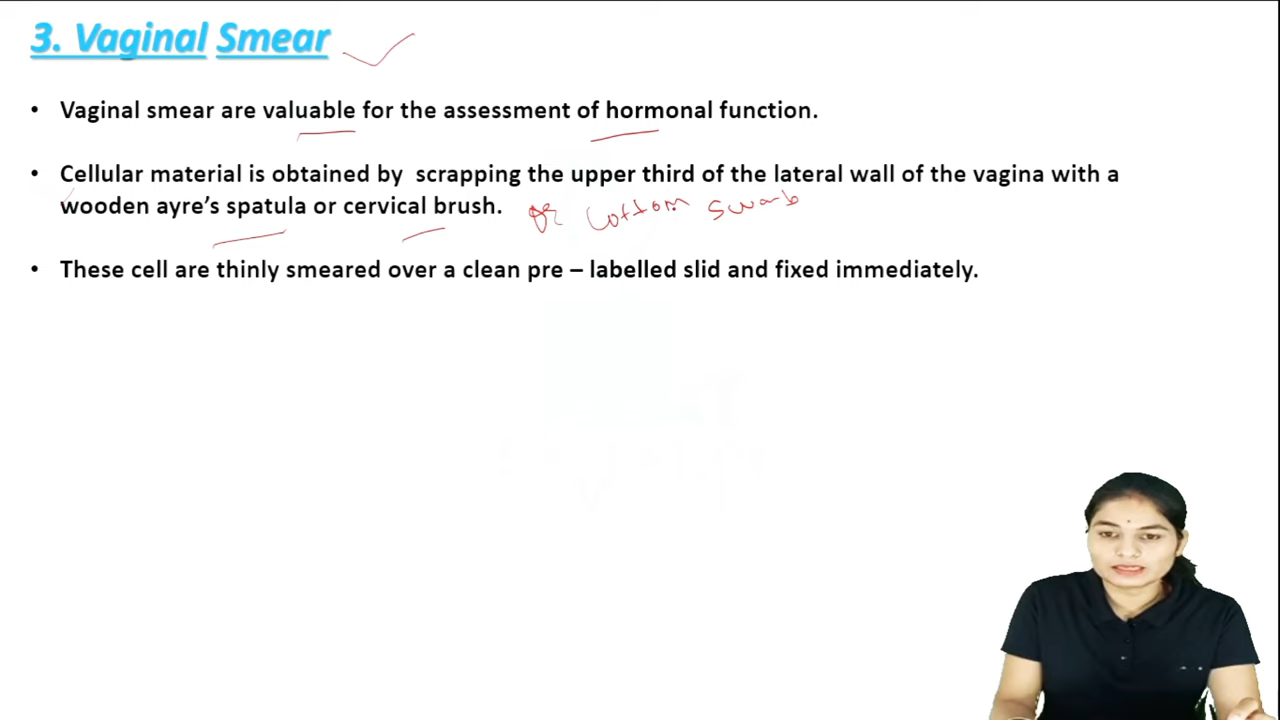 3. Vaginal Smear
• Vaginal smear are valuable for the assessment of hormonal function.
• Cellular material is obtained by scrapping the upper third of the lateral wall of the vagina with a
wooden ayre's spatula or cervical brush. or cottom swab
• These cell are thinly smeared over a clean pre – labelled slid and fixed immediately.